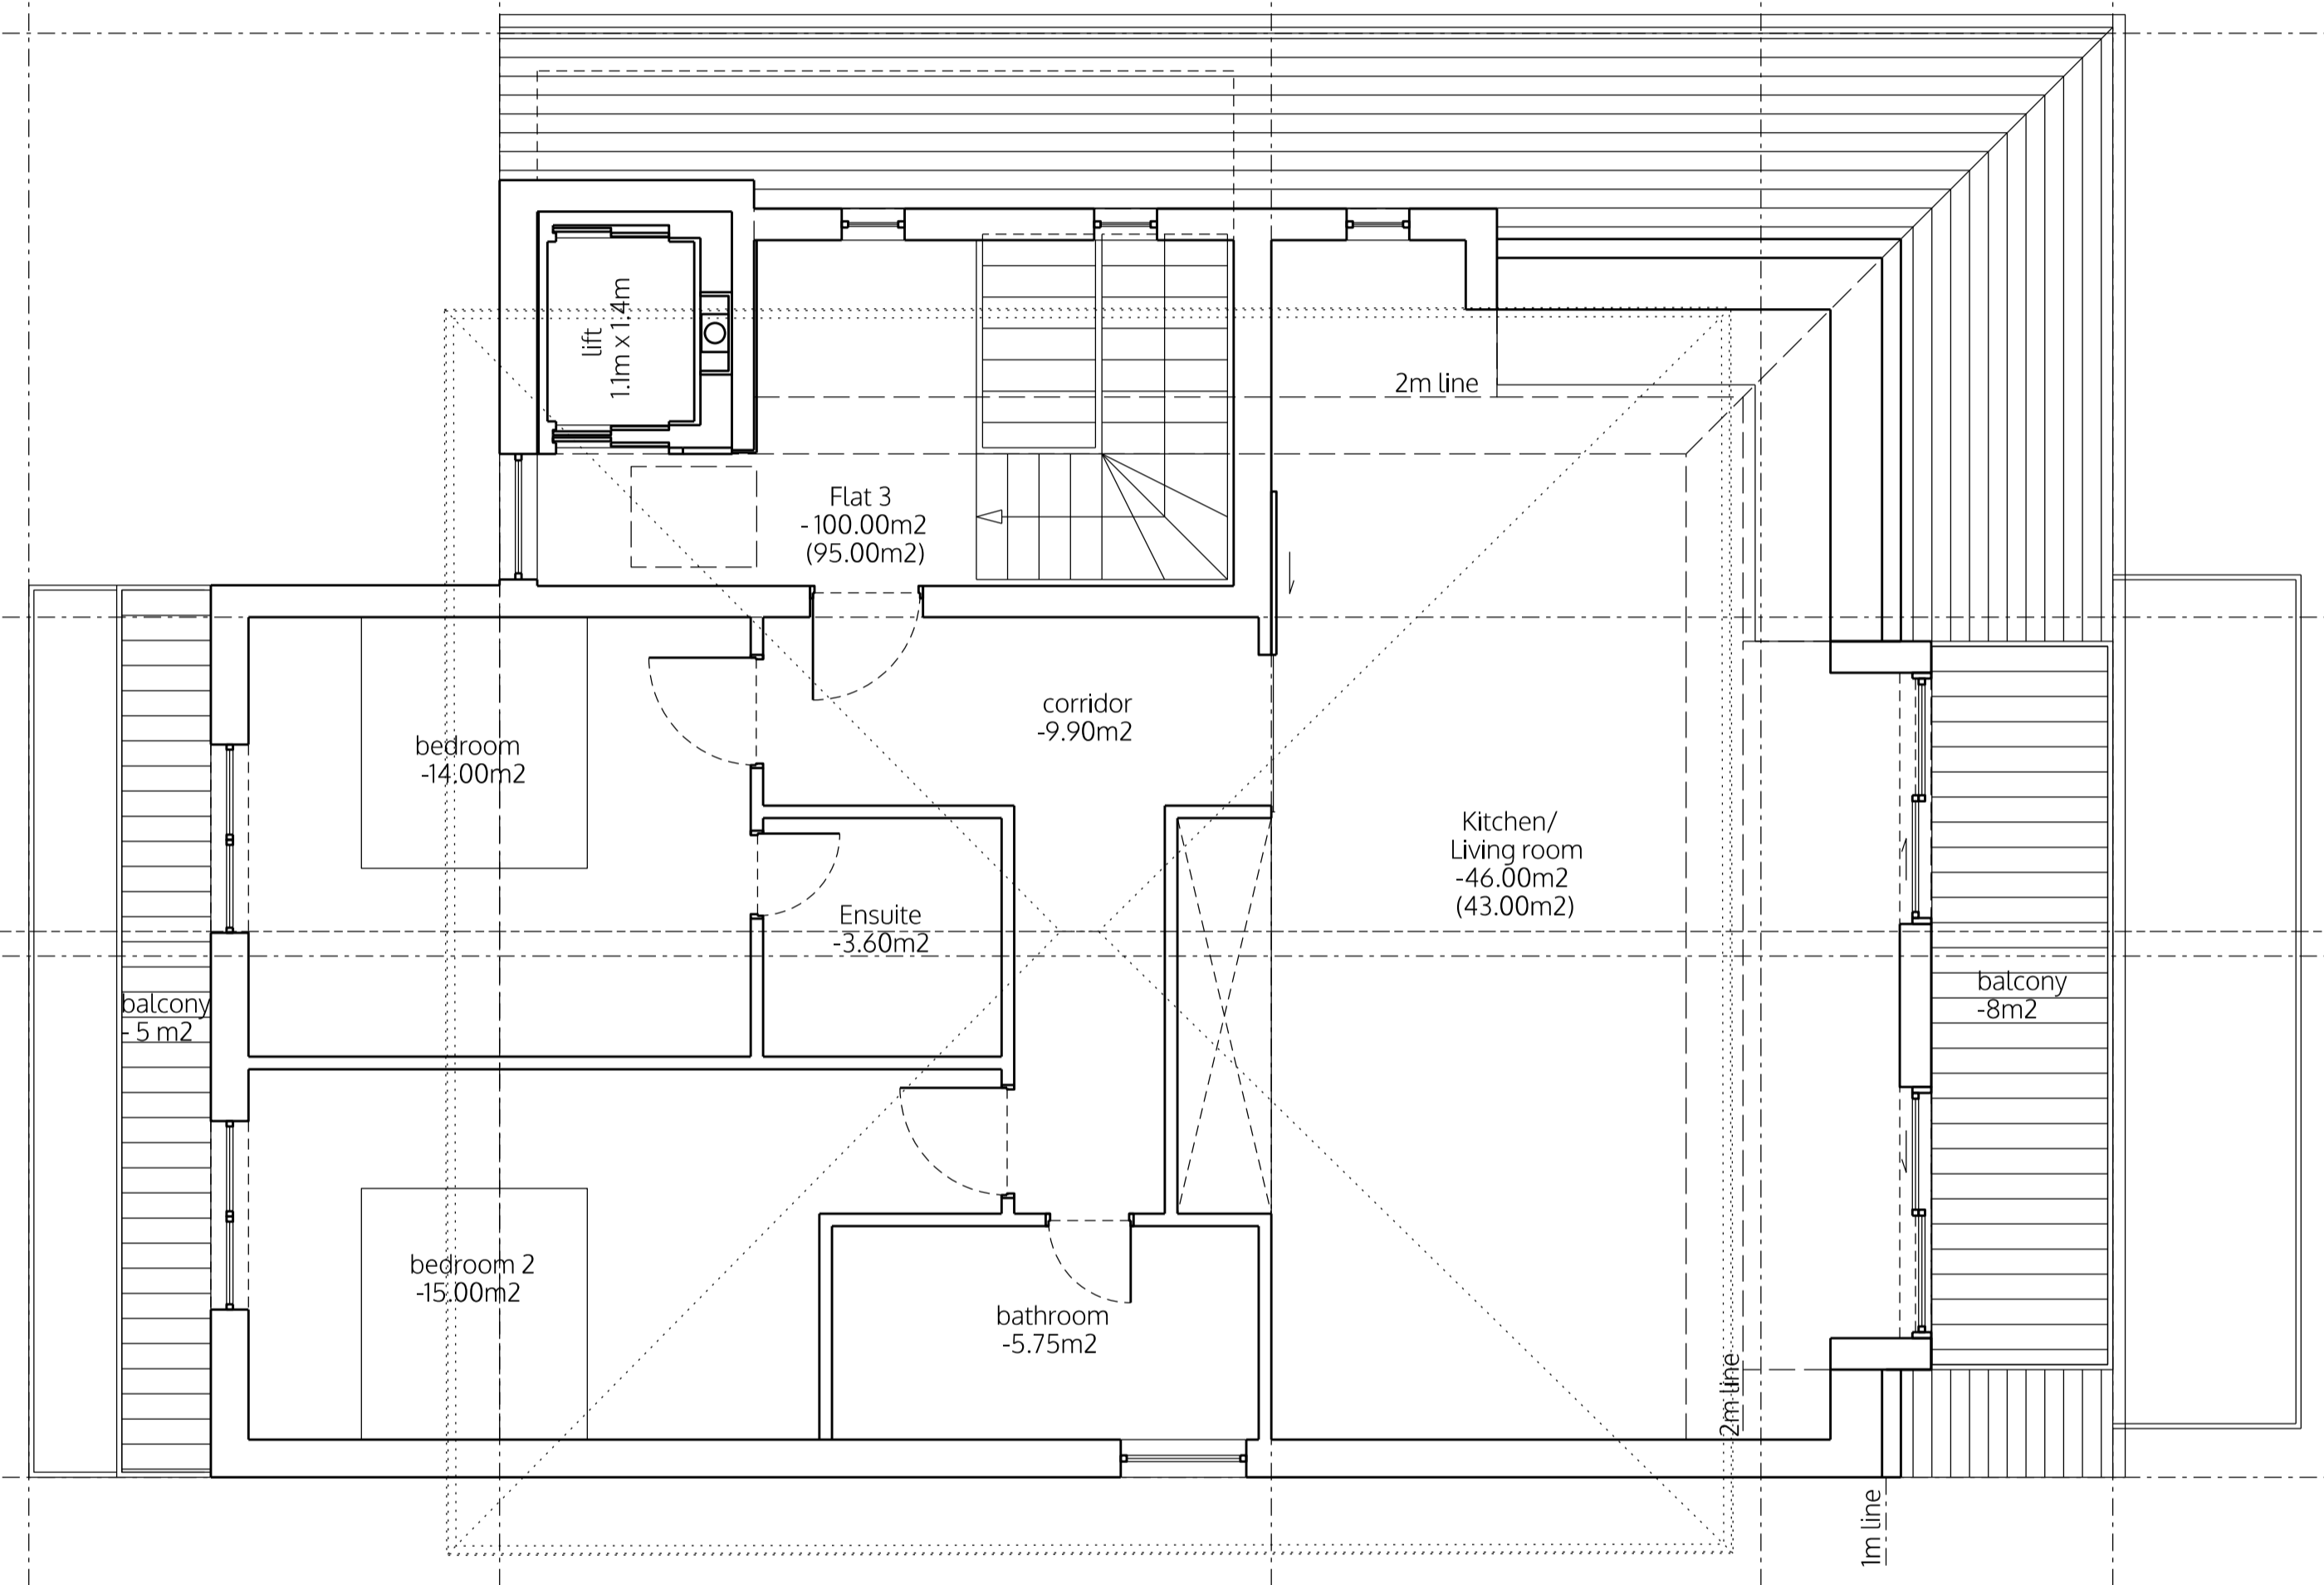 lift
1.1m x 1.4m
2m line
Flat 3
- 100.00m2
(95.00m2)
corridor
-9.90m2
bedroom
-14.00m2
Kitchen/
Living room
-46.00m2
(43.00m2)
Ensuite
-3.60m2
balcony
- 5 m2
balcony
-8m2
bedroom 2
-15.00m2
bathroom
-5.75m2
2m line
1m line